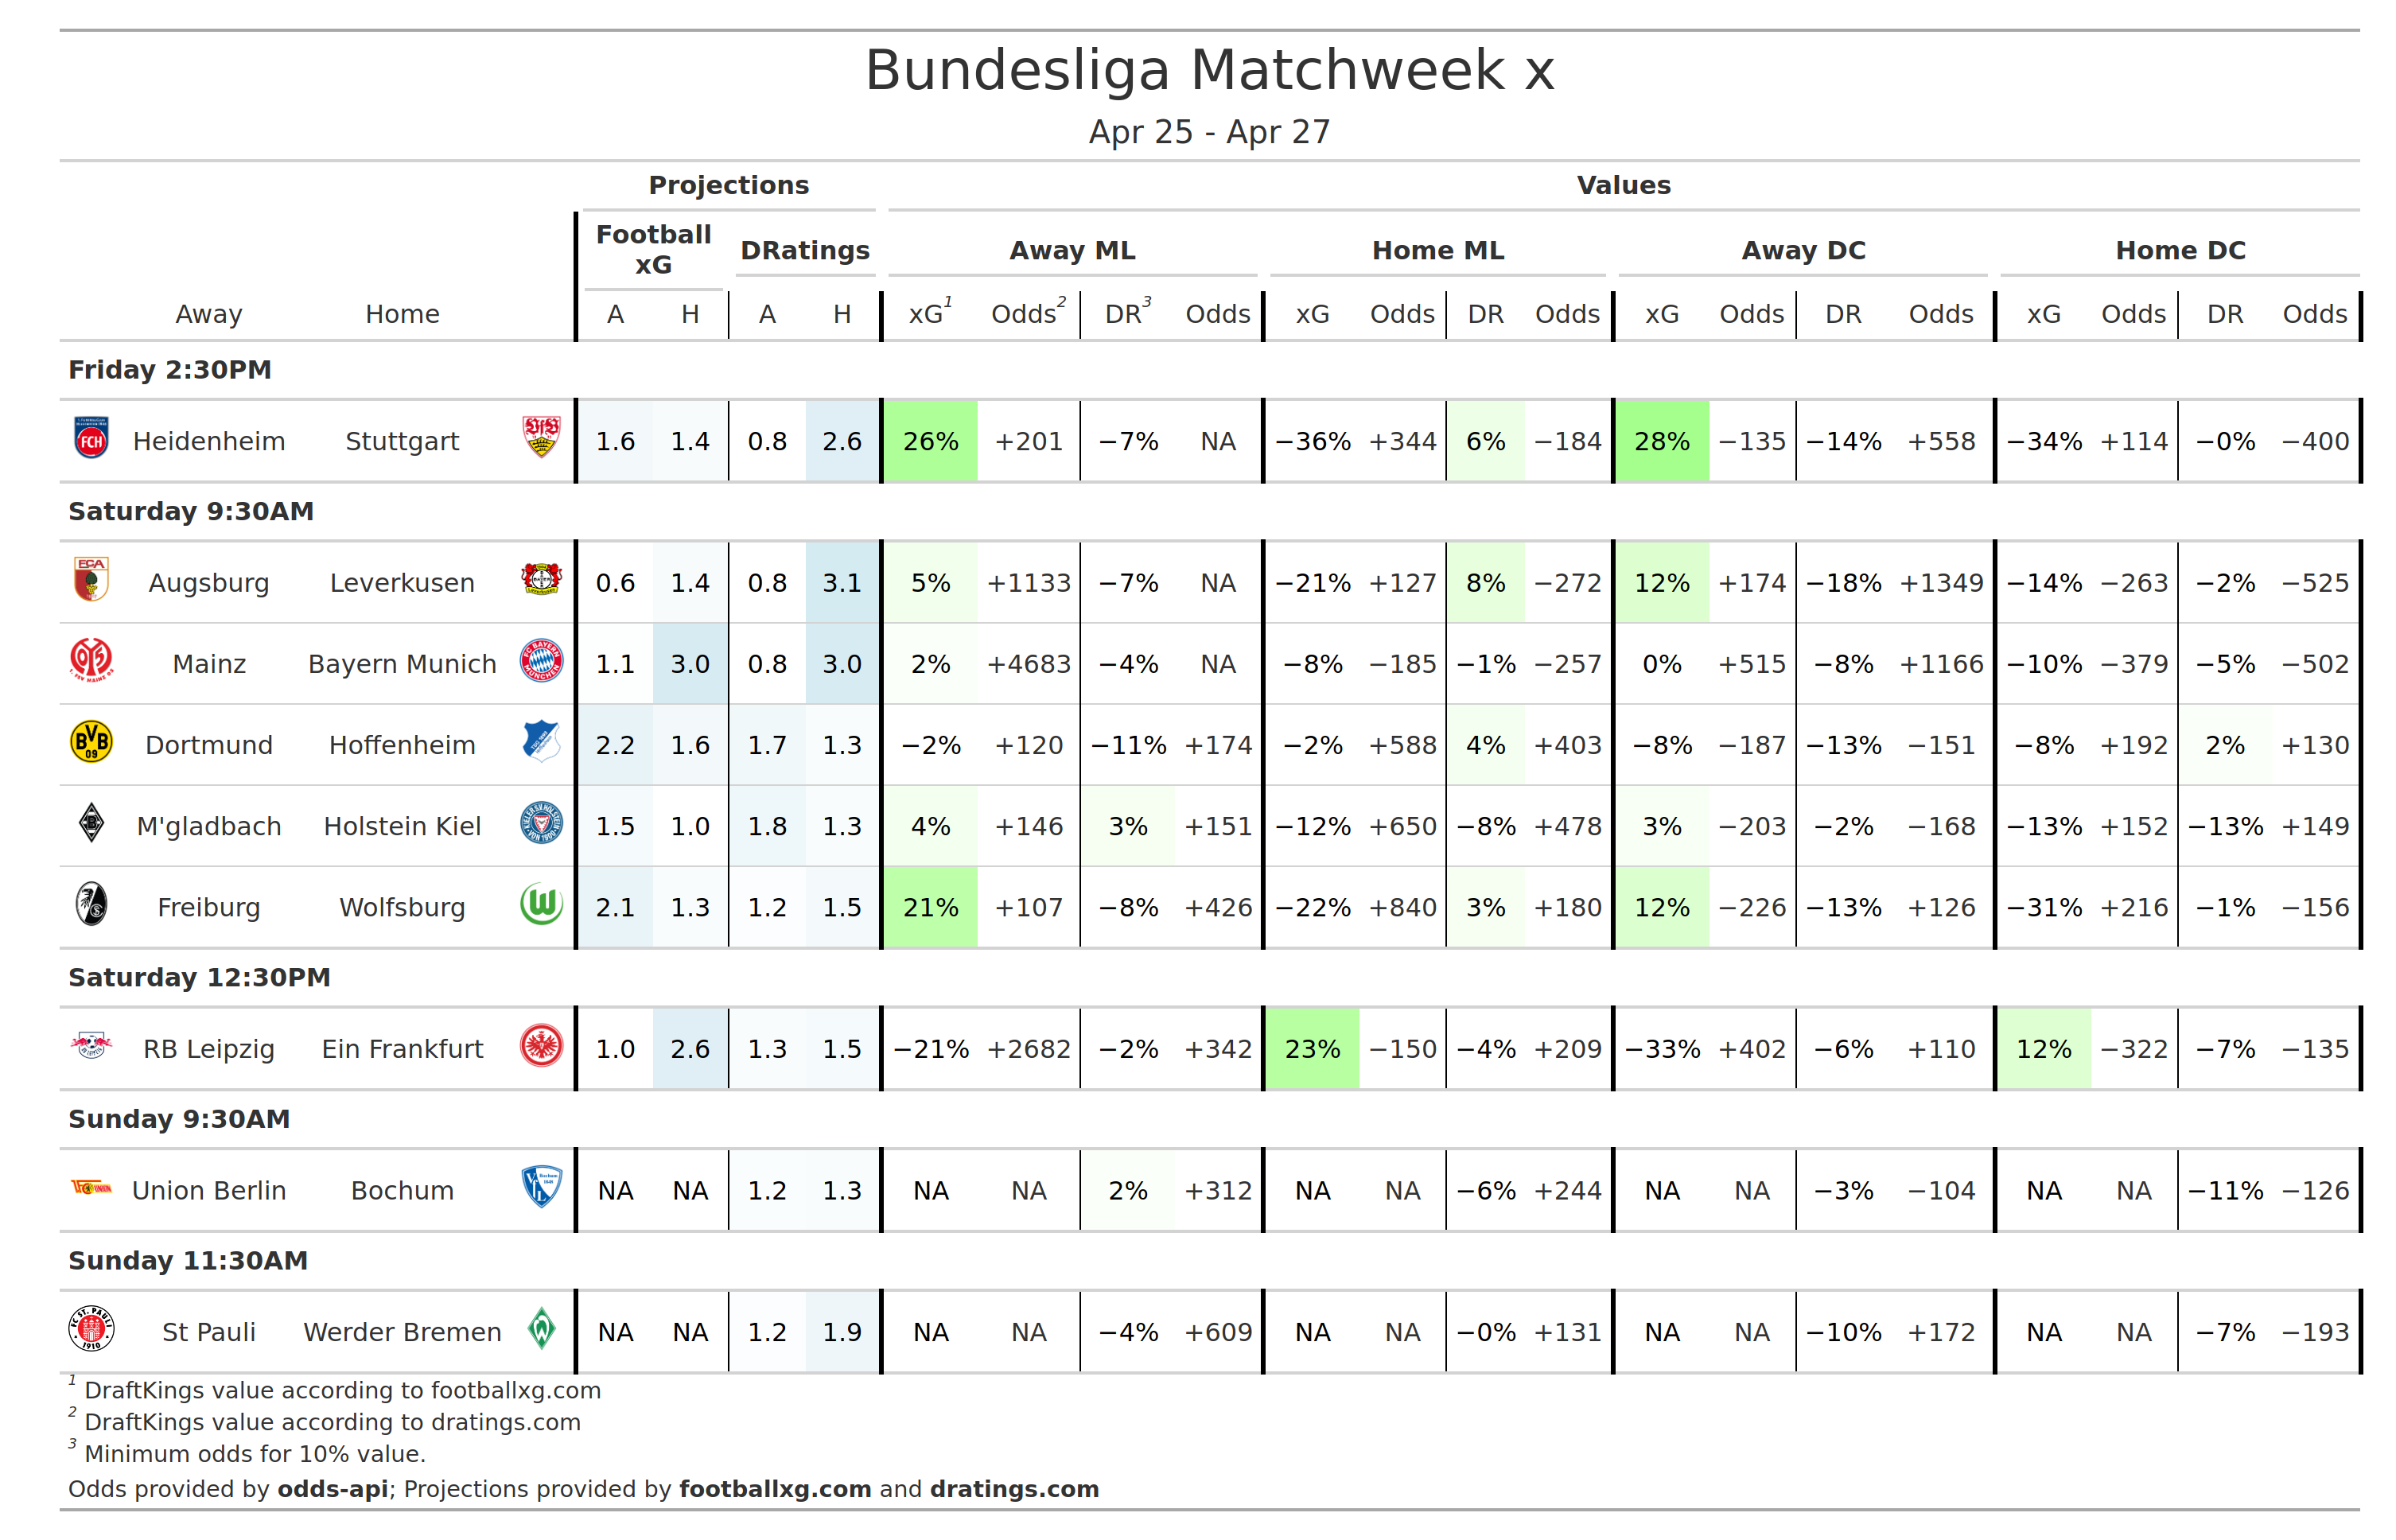 Bundesliga Matchweek x
Apr 25 - Apr 27
Projections Values
Football xG DRatings Away ML Home ML Away DC Home DC
Away Home A H A H xG1 Odds2 DR3 Odds xG Odds DR Odds xG Odds DR Odds xG Odds DR Odds
Friday 2:30PM
Heidenheim Stuttgart 1.6 1.4 0.8 2.6 26% +201 −7% NA −36% +344 6% −184 28% −135 −14% +558 −34% +114 −0% −400
Saturday 9:30AM
Augsburg Leverkusen 0.6 1.4 0.8 3.1 5% +1133 −7% NA −21% +127 8% −272 12% +174 −18% +1349 −14% −263 −2% −525
Mainz Bayern Munich 1.1 3.0 0.8 3.0 2% +4683 −4% NA −8% −185 −1% −257 0% +515 −8% +1166 −10% −379 −5% −502
Dortmund Hoffenheim 2.2 1.6 1.7 1.3 −2% +120 −11% +174 −2% +588 4% +403 −8% −187 −13% −151 −8% +192 2% +130
M'gladbach Holstein Kiel 1.5 1.0 1.8 1.3 4% +146 3% +151 −12% +650 −8% +478 3% −203 −2% −168 −13% +152 −13% +149
Freiburg Wolfsburg 2.1 1.3 1.2 1.5 21% +107 −8% +426 −22% +840 3% +180 12% −226 −13% +126 −31% +216 −1% −156
Saturday 12:30PM
RB Leipzig Ein Frankfurt 1.0 2.6 1.3 1.5 −21% +2682 −2% +342 23% −150 −4% +209 −33% +402 −6% +110 12% −322 −7% −135
Sunday 9:30AM
Union Berlin Bochum NA NA 1.2 1.3 NA NA 2% +312 NA NA −6% +244 NA NA −3% −104 NA NA −11% −126
Sunday 11:30AM
St Pauli Werder Bremen NA NA 1.2 1.9 NA NA −4% +609 NA NA −0% +131 NA NA −10% +172 NA NA −7% −193
1 DraftKings value according to footballxg.com
2 DraftKings value according to dratings.com
3 Minimum odds for 10% value.
Odds provided by odds-api; Projections provided by footballxg.com and dratings.com